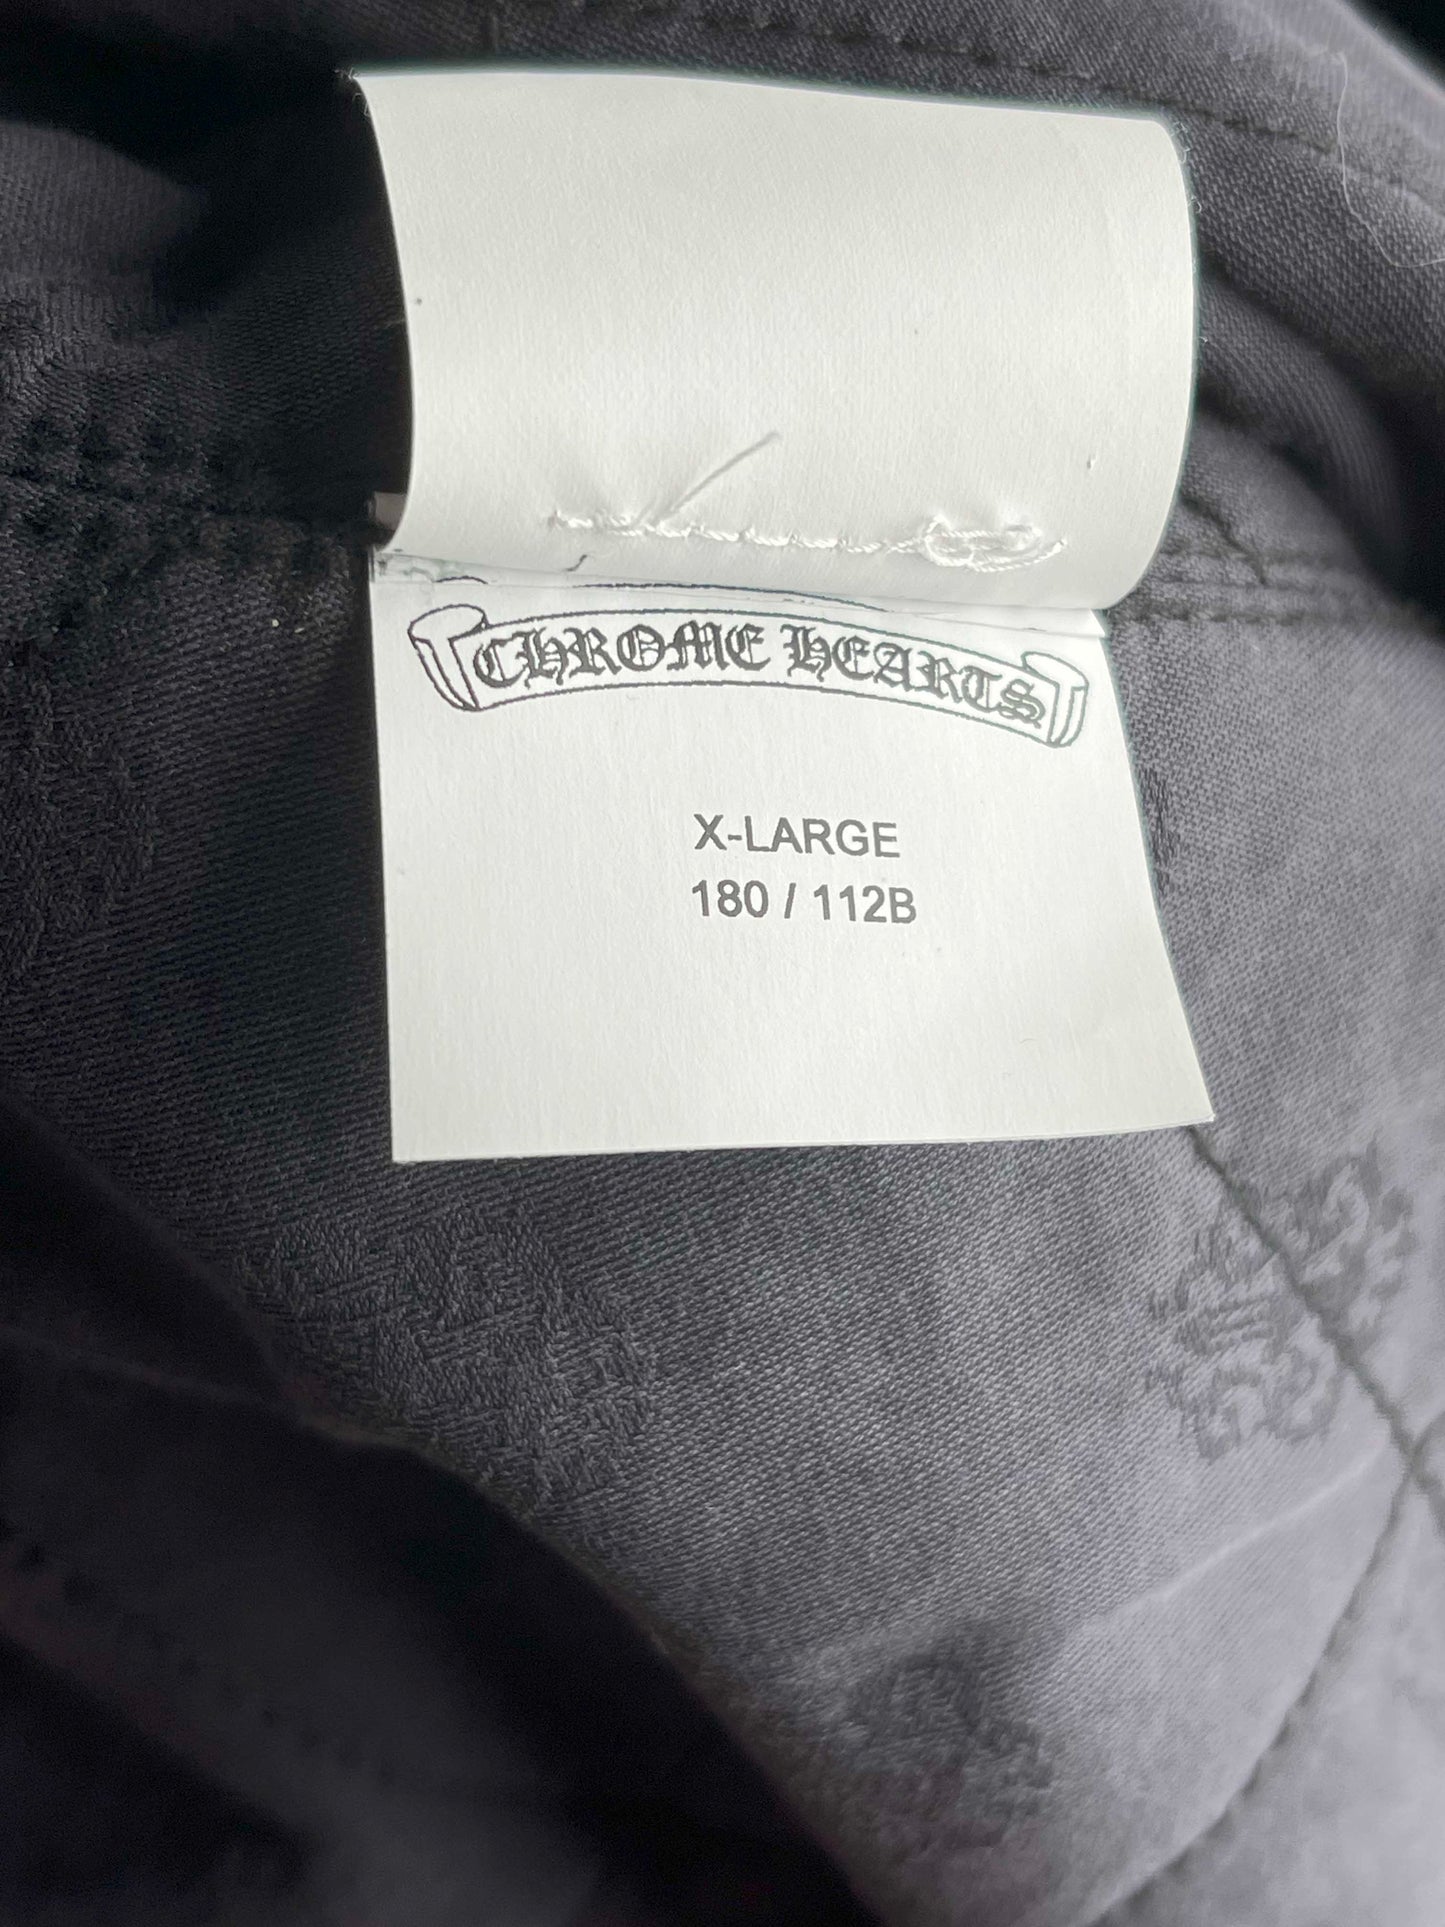 CHROME HEARTS
X-LARGE
180 / 112B